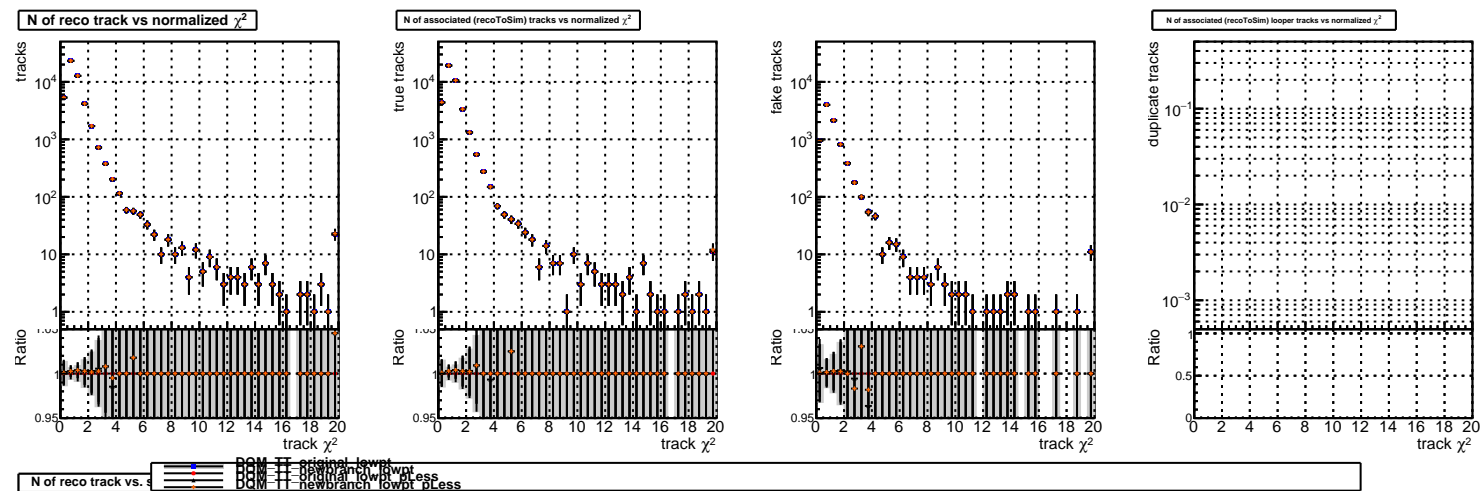 N of reco track vs normalized χ²
N of associated (recoToSim) tracks vs normalized χ²
N of associated (recoToSim) looper tracks vs normalized χ²
tracks
10⁴
10³
10²
10
1
Ratio
1
0.95
0 2 4 6 8 10 12 14 16 18 20
track χ²
true tracks
10⁴
10³
10²
10
1
Ratio
1
0.95
0 2 4 6 8 10 12 14 16 18 20
track χ²
fake tracks
10⁴
10³
10²
10
1
Ratio
1
0.95
0 2 4 6 8 10 12 14 16 18 20
track χ²
duplicate tracks
10⁻¹
10⁻²
10⁻³
Ratio
1
0.5
0
0 2 4 6 8 10 12 14 16 18 20
track χ²
N of reco track vs.
DQM_TT_original_lowpt
DQM_TT_newbranch_lowpt
DQM_TT_original_lowpt_pLess
DQM_TT_newbranch_lowpt_pLess